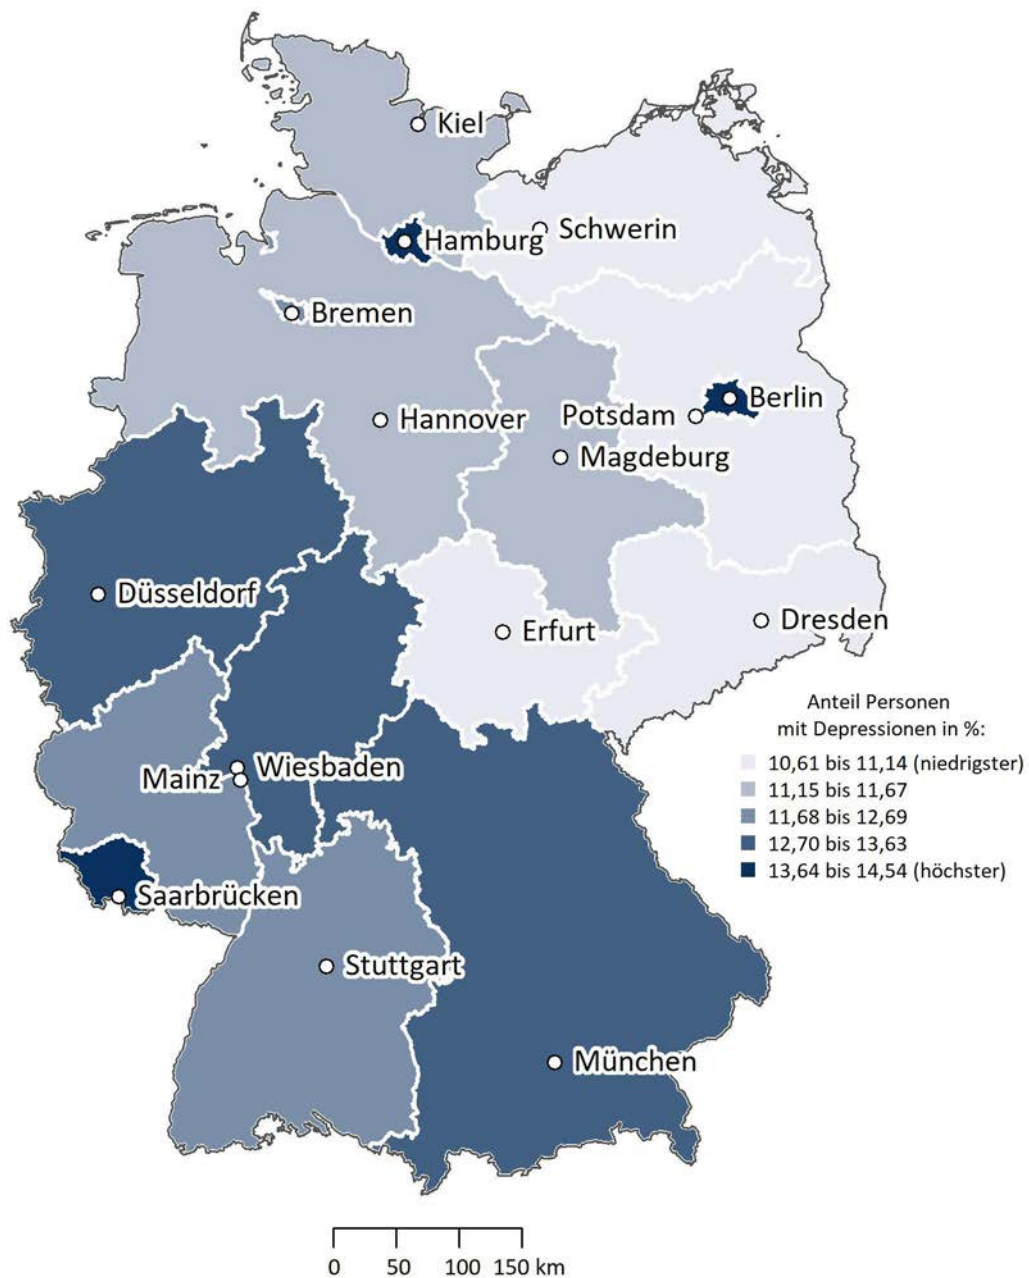 Kiel
Schwerin
Hamburg
Bremen
Berlin
Hannover
Potsdam
Magdeburg
Düsseldorf
Dresden
Erfurt
Anteil Personen
mit Depressionen in %:
10,61 bis 11,14 (niedrigster)
11,15 bis 11,67
11,68 bis 12,69
12,70 bis 13,63
13,64 bis 14,54 (höchster)
Wiesbaden
Mainz
Saarbrücken
Stuttgart
München
0 50 100 150 km